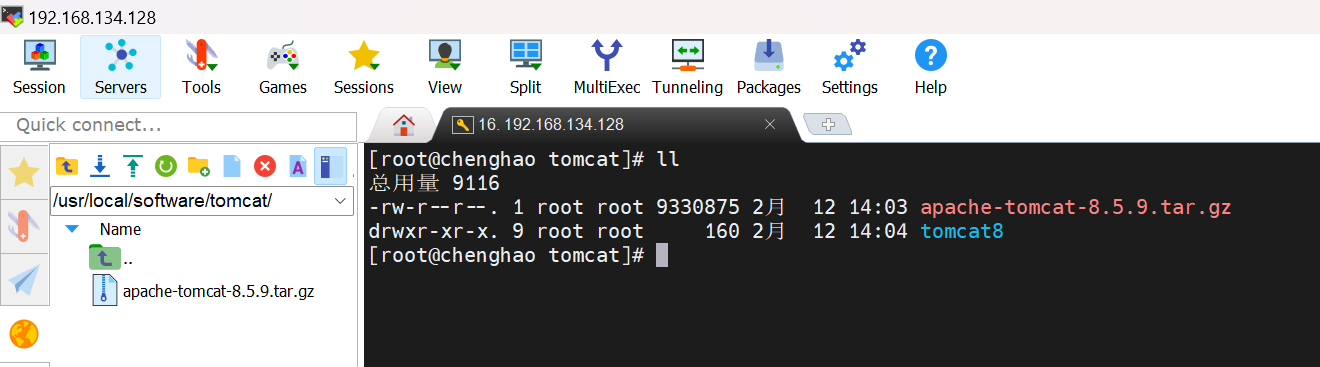 192.168.134.128
Session Servers Tools Games Sessions View Split MultiExec Tunneling Packages Settings Help
Quick connect...
16. 192.168.134.128
/usr/local/software/tomcat/
Name
..
apache-tomcat-8.5.9.tar.gz
[root@chenghao tomcat]# ll
总用量 9116
-rw-r--r--. 1 root root 9330875 2月  12 14:03 apache-tomcat-8.5.9.tar.gz
drwxr-xr-x. 9 root root     160 2月  12 14:04 tomcat8
[root@chenghao tomcat]#